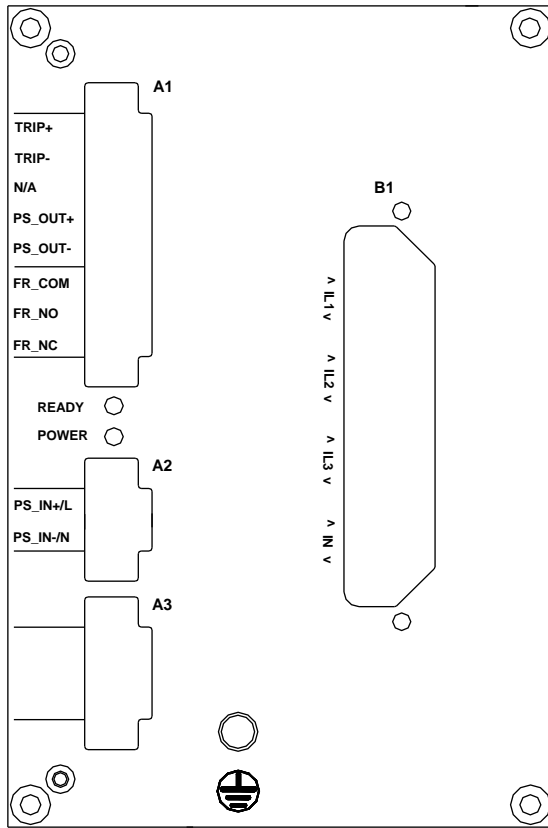 A1
TRIP+
TRIP-
N/A
PS_OUT+
PS_OUT-
FR_COM
FR_NO
FR_NC
READY
POWER
A2
PS_IN+/L
PS_IN-/N
A3
B1
< IL1 >
< IL2 >
< IL3 >
< IN >